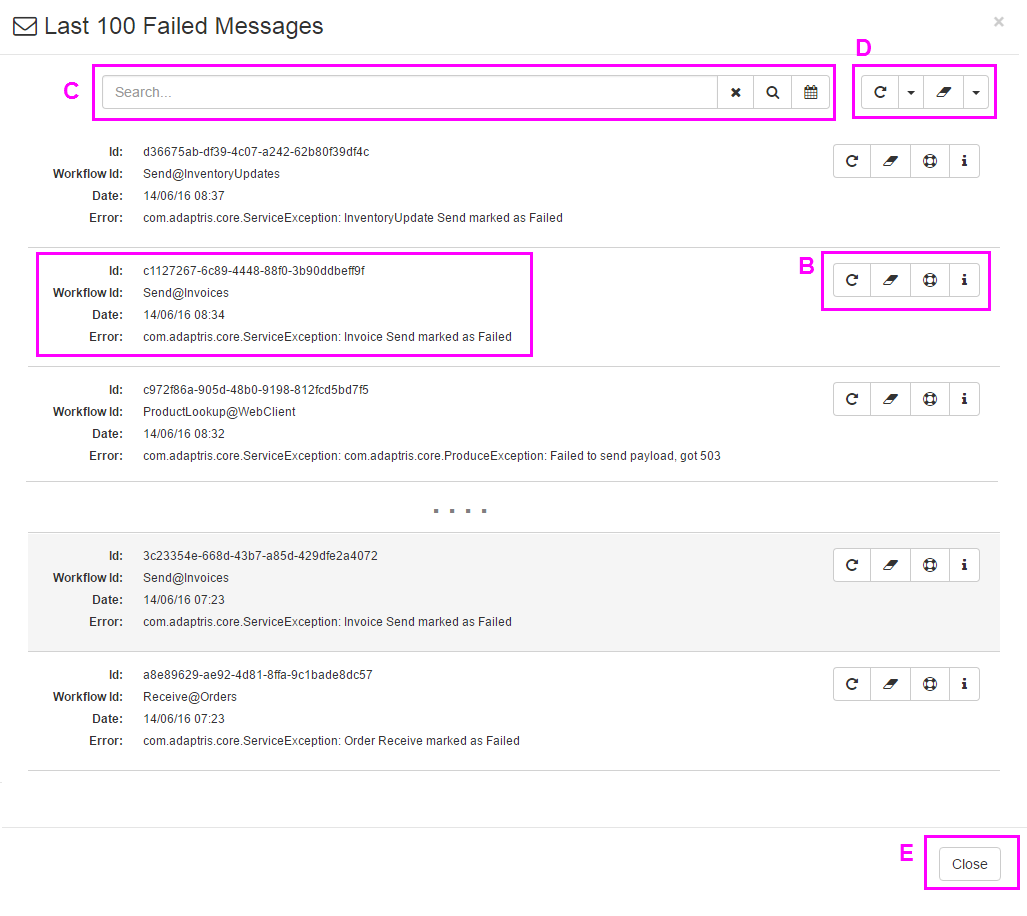 Last 100 Failed Messages
×
D
C
Search...
Id: d36675ab-df39-4c07-a242-62b80f39df4c
Workflow Id: Send@InventoryUpdates
Date: 14/06/16 08:37
Error: com.adaptris.core.ServiceException: InventoryUpdate Send marked as Failed
B
Id: c1127267-6c89-4448-88f0-3b90ddbeff9f
Workflow Id: Send@Invoices
Date: 14/06/16 08:34
Error: com.adaptris.core.ServiceException: Invoice Send marked as Failed
Id: c972f86a-905d-48b0-9198-812fcd5bd7f5
Workflow Id: ProductLookup@WebClient
Date: 14/06/16 08:32
Error: com.adaptris.core.ServiceException: com.adaptris.core.ProduceException: Failed to send payload, got 503
. . . .
Id: 3c23354e-668d-43b7-a85d-429dfe2a4072
Workflow Id: Send@Invoices
Date: 14/06/16 07:23
Error: com.adaptris.core.ServiceException: Invoice Send marked as Failed
Id: a8e89629-ae92-4d81-8ffa-9c1bade8dc57
Workflow Id: Receive@Orders
Date: 14/06/16 07:23
Error: com.adaptris.core.ServiceException: Order Receive marked as Failed
E
Close